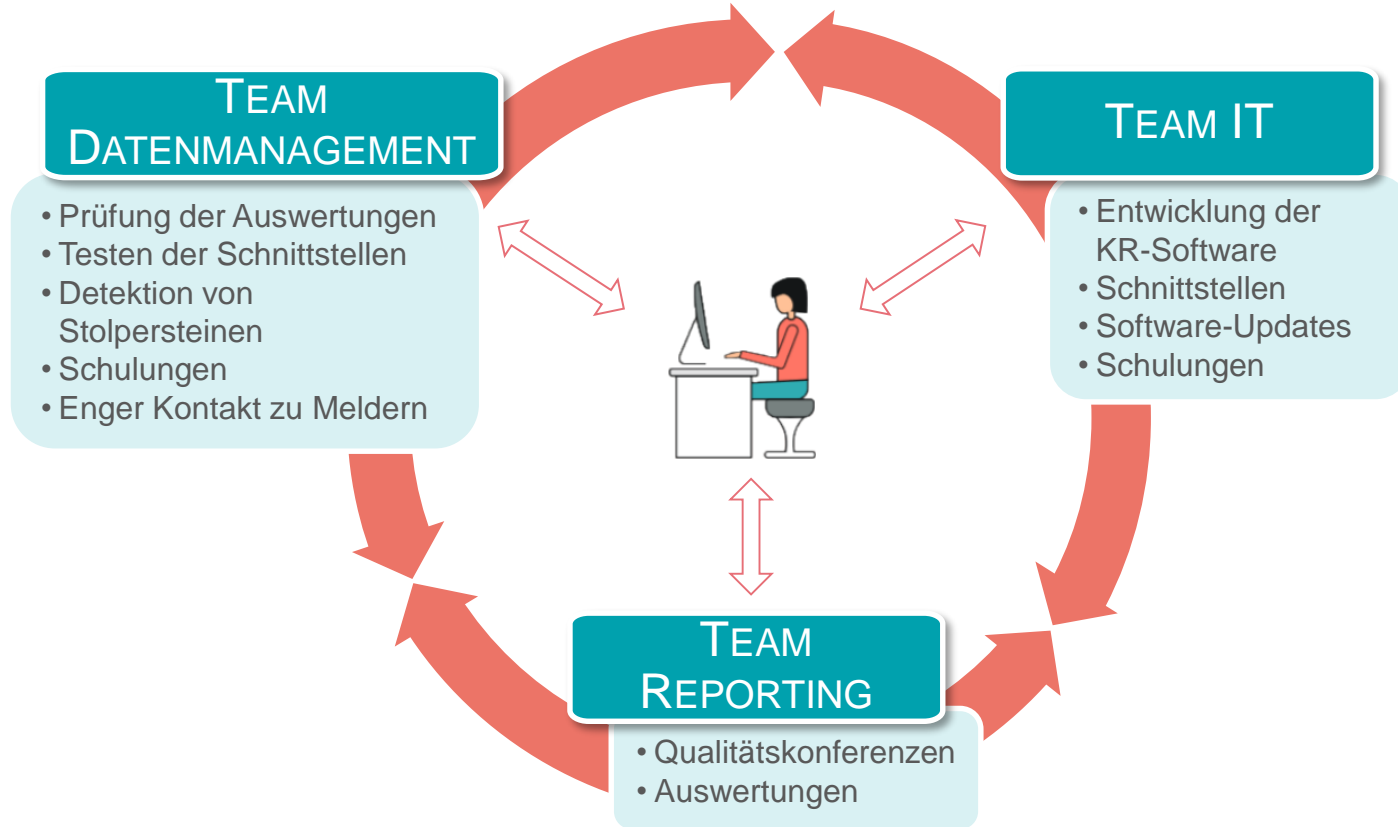 TEAM
DATENMANAGEMENT
• Prüfung der Auswertungen
• Testen der Schnittstellen
• Detektion von
Stolpersteinen
• Schulungen
• Enger Kontakt zu Meldern
TEAM IT
• Entwicklung der
KR-Software
• Schnittstellen
• Software-Updates
• Schulungen
TEAM
REPORTING
• Qualitätskonferenzen
• Auswertungen